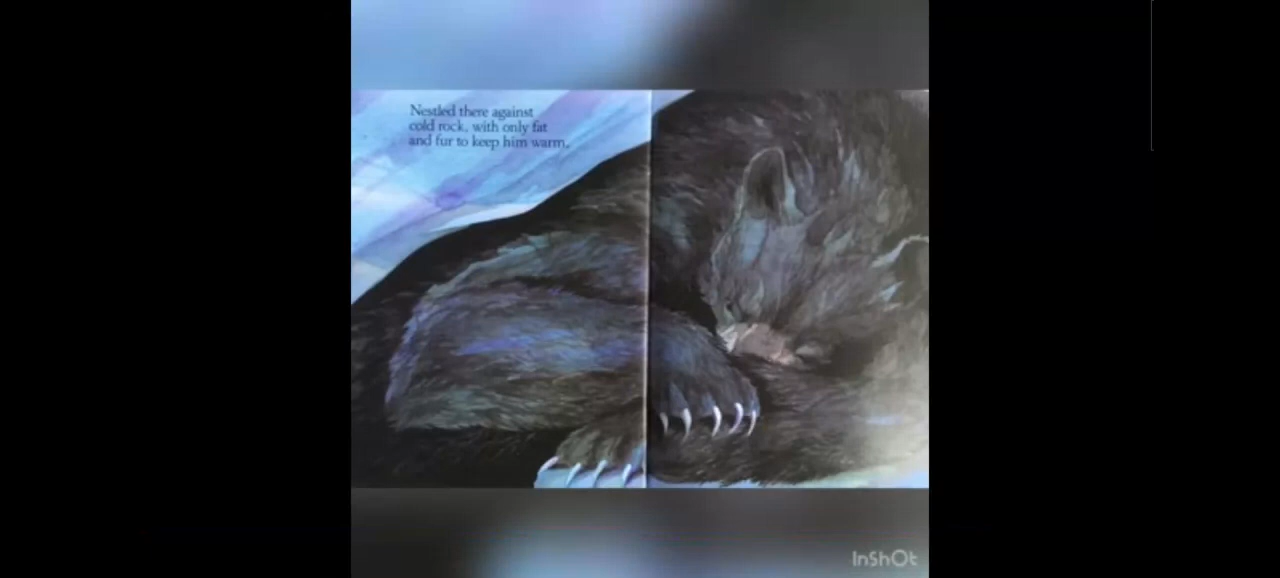 Nestled there against
cold rock, with only fat
and fur to keep him warm.
InShOt